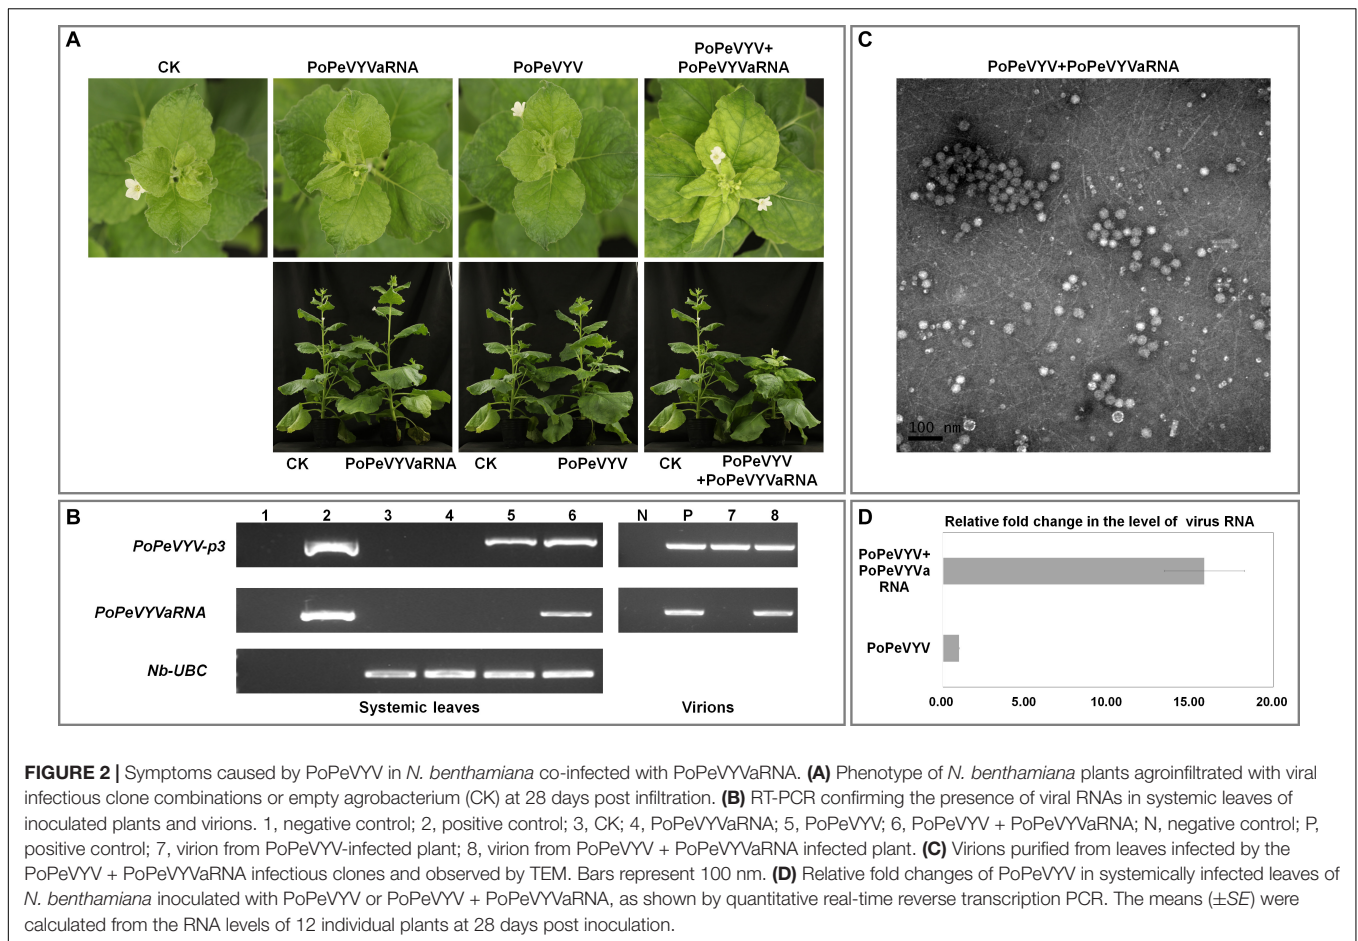 A
CK
PoPeVYVaRNA
PoPeVYV
PoPeVYV+
PoPeVYVaRNA
CK
PoPeVYVaRNA
CK
PoPeVYV
CK
PoPeVYV
+PoPeVYVaRNA
B
1 2 3 4 5 6 N P 7 8
PoPeVYV-p3
PoPeVYVaRNA
Nb-UBC
Systemic leaves
Virions
C
PoPeVYV+PoPeVYVaRNA
100 nm
D
Relative fold change in the level of virus RNA
PoPeVYV+
PoPeVYVa
RNA
PoPeVYV
0.00 5.00 10.00 15.00 20.00
FIGURE 2 | Symptoms caused by PoPeVYV in N. benthamiana co-infected with PoPeVYVaRNA. (A) Phenotype of N. benthamiana plants agroinfiltrated with viral
infectious clone combinations or empty agrobacterium (CK) at 28 days post infiltration. (B) RT-PCR confirming the presence of viral RNAs in systemic leaves of
inoculated plants and virions. 1, negative control; 2, positive control; 3, CK; 4, PoPeVYVaRNA; 5, PoPeVYV; 6, PoPeVYV + PoPeVYVaRNA; N, negative control; P,
positive control; 7, virion from PoPeVYV-infected plant; 8, virion from PoPeVYV + PoPeVYVaRNA infected plant. (C) Virions purified from leaves infected by the
PoPeVYV + PoPeVYVaRNA infectious clones and observed by TEM. Bars represent 100 nm. (D) Relative fold changes of PoPeVYV in systemically infected leaves of
N. benthamiana inoculated with PoPeVYV or PoPeVYV + PoPeVYVaRNA, as shown by quantitative real-time reverse transcription PCR. The means (±SE) were
calculated from the RNA levels of 12 individual plants at 28 days post inoculation.